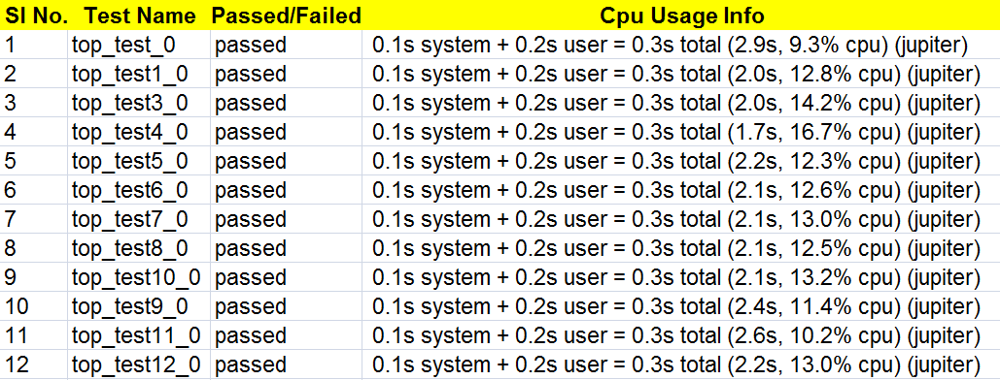 Sl No. Test Name Passed/Failed Cpu Usage Info
1 top_test_0 passed 0.1s system + 0.2s user = 0.3s total (2.9s, 9.3% cpu) (jupiter)
2 top_test1_0 passed 0.1s system + 0.2s user = 0.3s total (2.0s, 12.8% cpu) (jupiter)
3 top_test3_0 passed 0.1s system + 0.2s user = 0.3s total (2.0s, 14.2% cpu) (jupiter)
4 top_test4_0 passed 0.1s system + 0.2s user = 0.3s total (1.7s, 16.7% cpu) (jupiter)
5 top_test5_0 passed 0.1s system + 0.2s user = 0.3s total (2.2s, 12.3% cpu) (jupiter)
6 top_test6_0 passed 0.1s system + 0.2s user = 0.3s total (2.1s, 12.6% cpu) (jupiter)
7 top_test7_0 passed 0.1s system + 0.2s user = 0.3s total (2.1s, 13.0% cpu) (jupiter)
8 top_test8_0 passed 0.1s system + 0.2s user = 0.3s total (2.1s, 12.5% cpu) (jupiter)
9 top_test10_0 passed 0.1s system + 0.2s user = 0.3s total (2.1s, 13.2% cpu) (jupiter)
10 top_test9_0 passed 0.1s system + 0.2s user = 0.3s total (2.4s, 11.4% cpu) (jupiter)
11 top_test11_0 passed 0.1s system + 0.2s user = 0.3s total (2.6s, 10.2% cpu) (jupiter)
12 top_test12_0 passed 0.1s system + 0.2s user = 0.3s total (2.2s, 13.0% cpu) (jupiter)